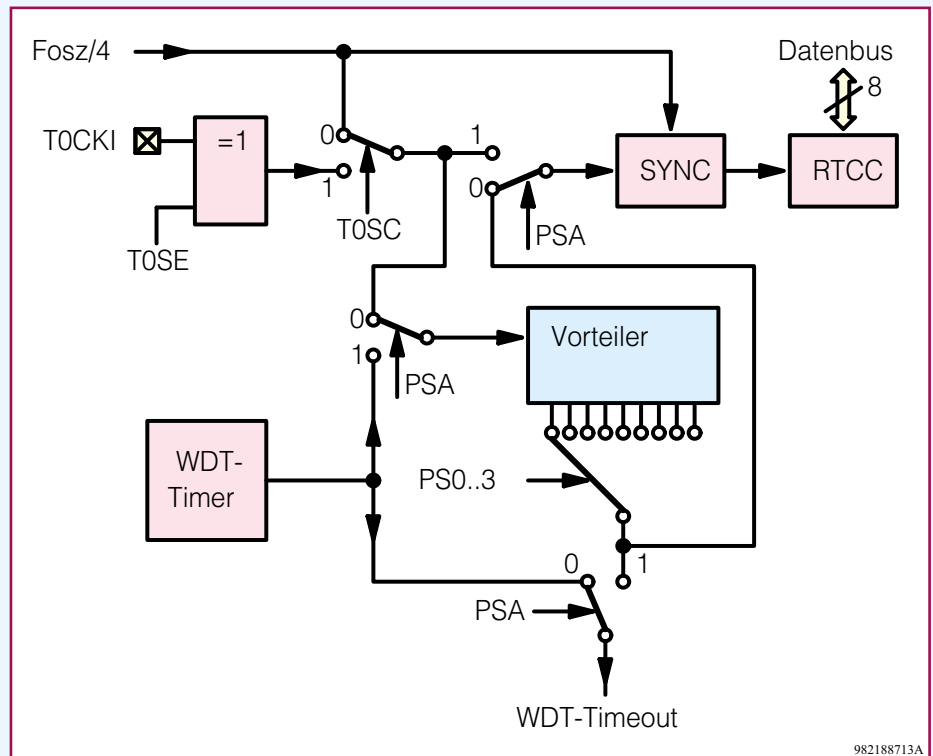 Fosz/4
Datenbus
8
T0CKI
=1
0
1
1
0
SYNC
RTCC
T0SC
PSA
T0SE
0
1
Vorteiler
PSA
WDT-
Timer
PS0..3
0
1
PSA
WDT-Timeout
982188713A